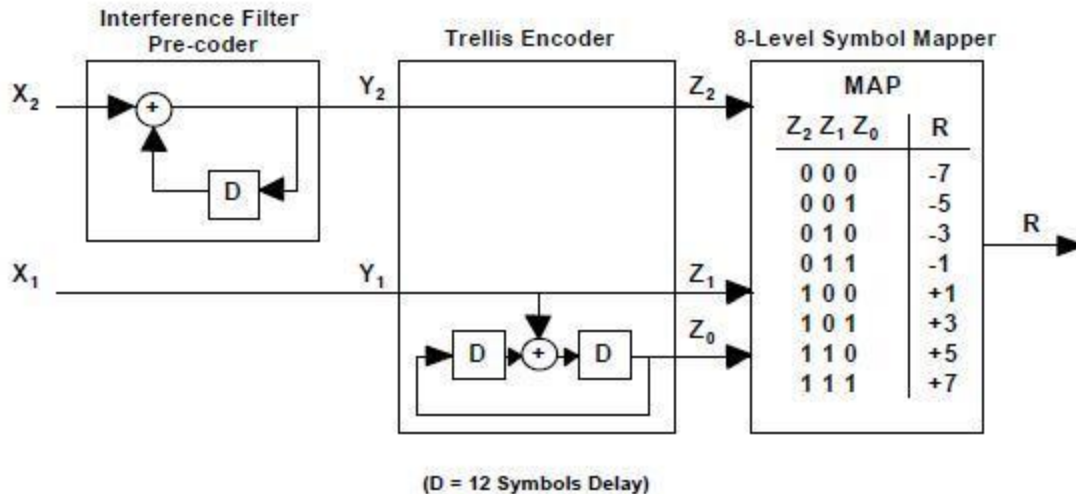 Interference Filter
Pre-coder
Trellis Encoder
8-Level Symbol Mapper
X₂
+
D
Y₂
Z₂
X₁
Y₁
Z₁
D
+
D
Z₀
MAP
Z₂ Z₁ Z₀ R
0 0 0 -7
0 0 1 -5
0 1 0 -3
0 1 1 -1
1 0 0 +1
1 0 1 +3
1 1 0 +5
1 1 1 +7
R
(D = 12 Symbols Delay)